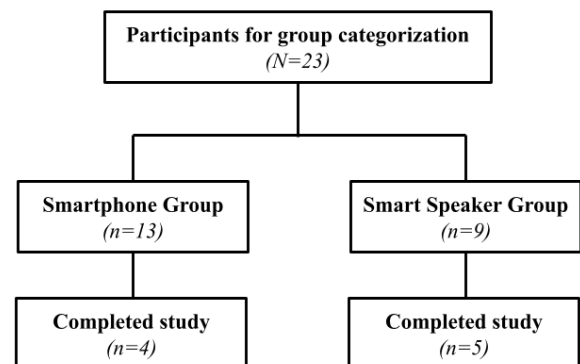 Participants for group categorization
(N=23)
Smartphone Group
(n=13)
Smart Speaker Group
(n=9)
Completed study
(n=4)
Completed study
(n=5)